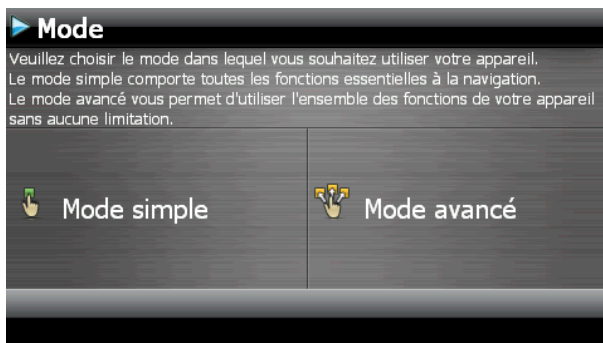 Mode
Veuillez choisir le mode dans lequel vous souhaitez utiliser votre appareil.
Le mode simple comporte toutes les fonctions essentielles à la navigation.
Le mode avancé vous permet d'utiliser l'ensemble des fonctions de votre appareil
sans aucune limitation.
Mode simple
Mode avancé